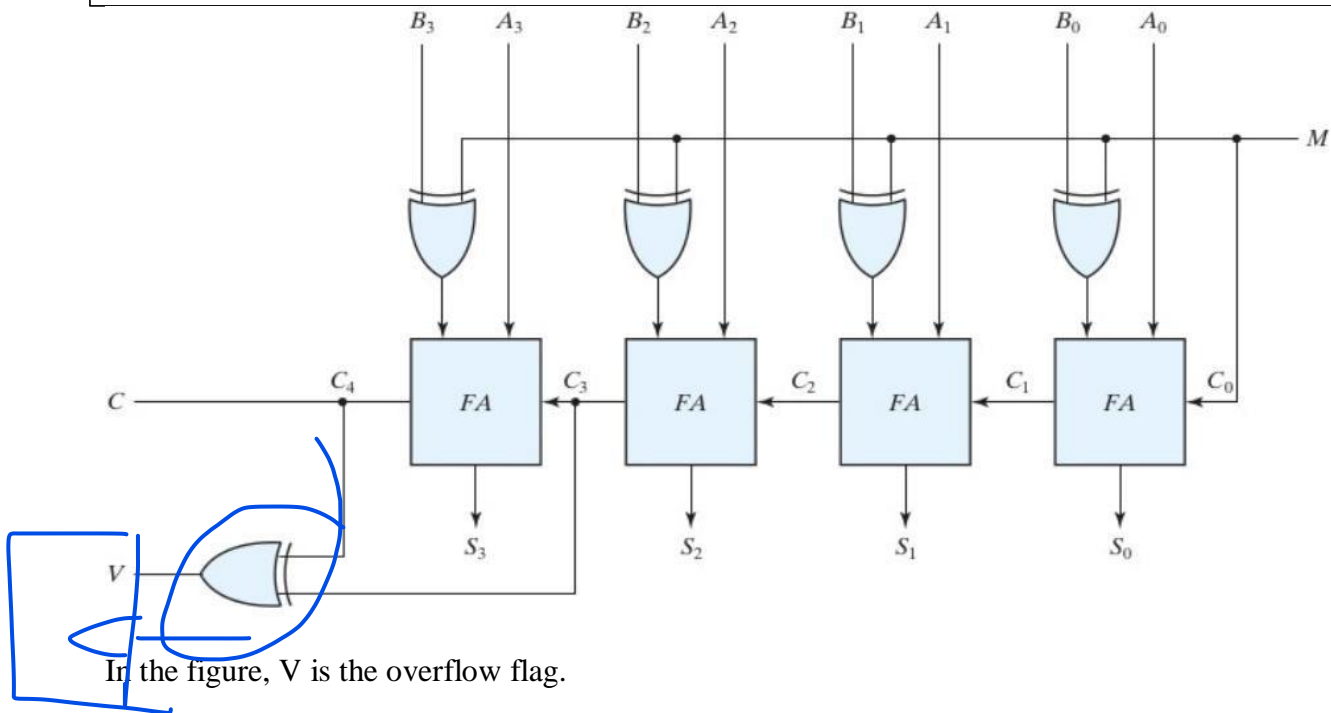 B₃ A₃ B₂ A₂ B₁ A₁ B₀ A₀
M
C C₄ FA C₃ FA C₂ FA C₁ FA C₀
S₃ S₂ S₁ S₀
V
In the figure, V is the overflow flag.